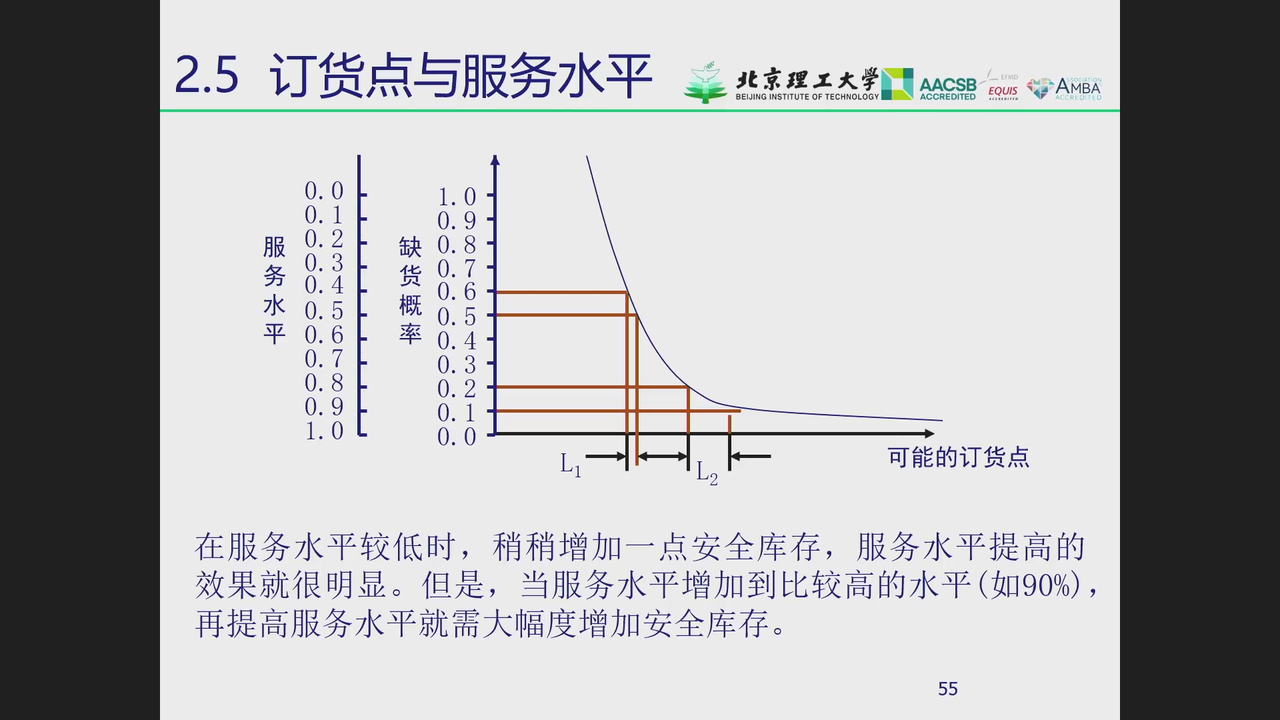 2.5 订货点与服务水平
北京理工大學
BEIJING INSTITUTE OF TECHNOLOGY
AACSB
ACCREDITED
EFMD
EQUIS
ACCREDITED
ASSOCIATION
AMBA
ACCREDITED
服务水平
0.0
0.1
0.2
0.3
0.4
0.5
0.6
0.7
0.8
0.9
1.0
缺货概率
1.0
0.9
0.8
0.7
0.6
0.5
0.4
0.3
0.2
0.1
0.0
L1
L2
可能的订货点
在服务水平较低时，稍稍增加一点安全库存，服务水平提高的
效果就很明显。但是，当服务水平增加到比较高的水平(如90%)，
再提高服务水平就需大幅度增加安全库存。
55